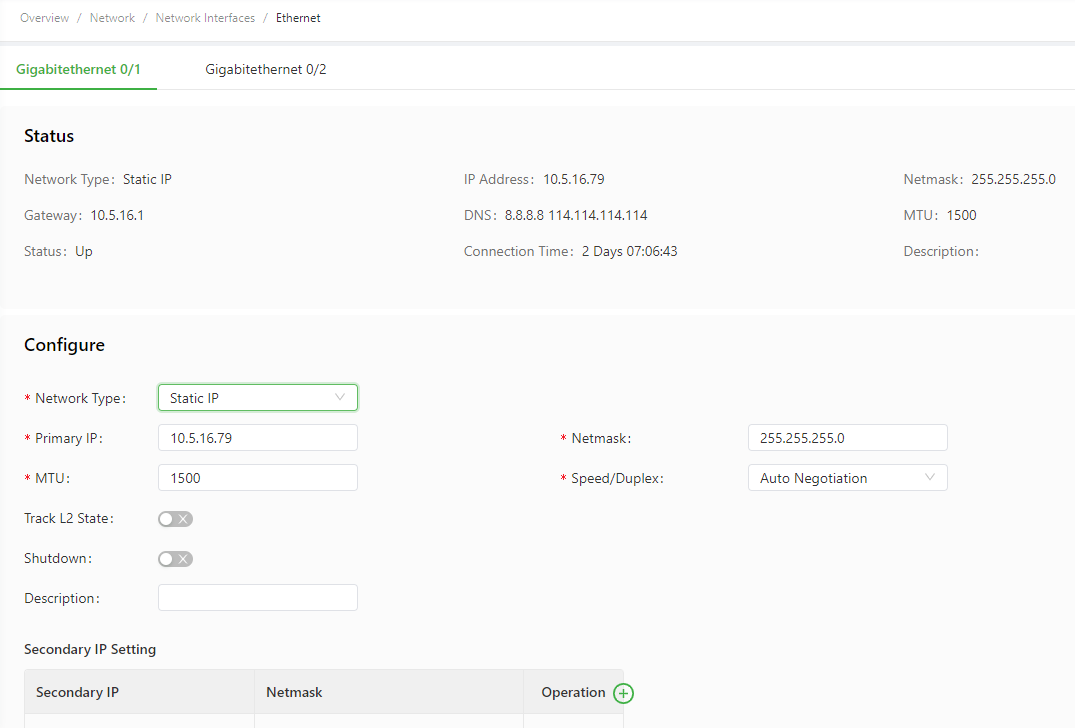 Overview / Network / Network Interfaces / Ethernet
Gigabitethernet 0/1 Gigabitethernet 0/2
Status
Network Type: Static IP IP Address: 10.5.16.79 Netmask: 255.255.255.0
Gateway: 10.5.16.1 DNS: 8.8.8.8 114.114.114.114 MTU: 1500
Status: Up Connection Time: 2 Days 07:06:43 Description:
Configure
* Network Type: Static IP
* Primary IP: 10.5.16.79 * Netmask: 255.255.255.0
* MTU: 1500 * Speed/Duplex: Auto Negotiation
Track L2 State:
Shutdown:
Description:
Secondary IP Setting
Secondary IP Netmask Operation